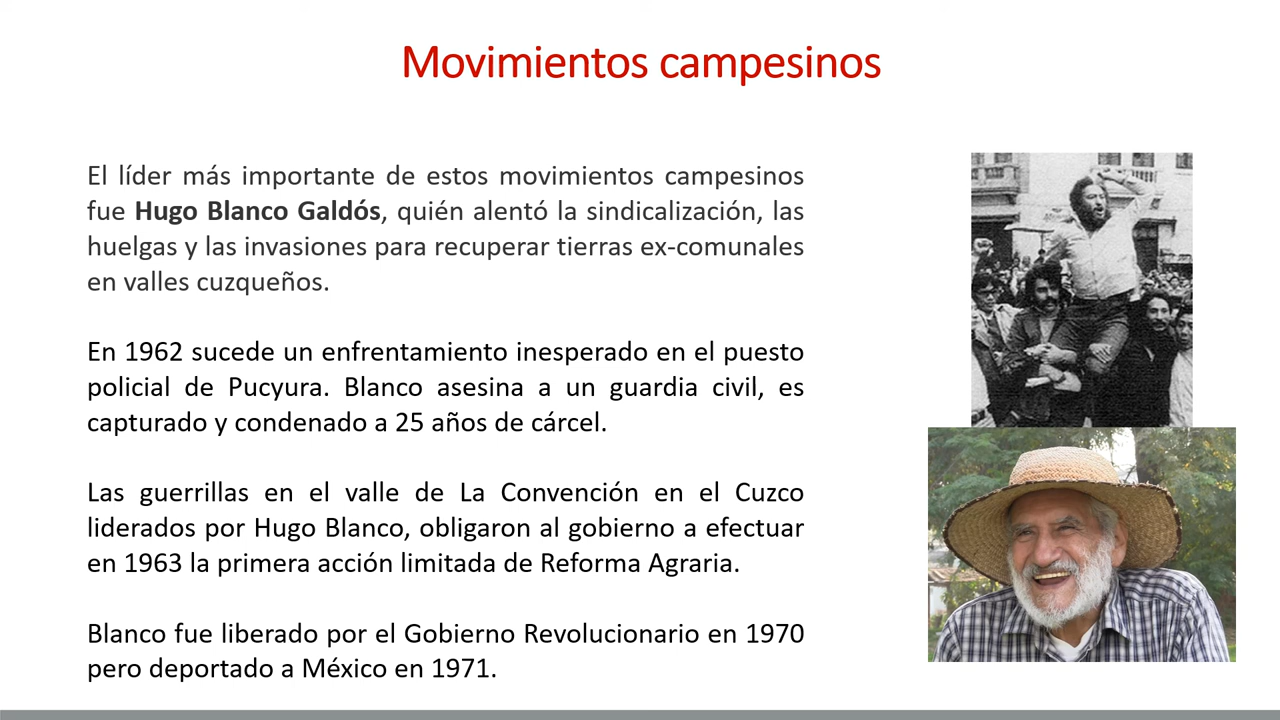 Movimientos campesinos
El líder más importante de estos movimientos campesinos
fue Hugo Blanco Galdós, quién alentó la sindicalización, las
huelgas y las invasiones para recuperar tierras ex-comunales
en valles cuzqueños.
En 1962 sucede un enfrentamiento inesperado en el puesto
policial de Pucyura. Blanco asesina a un guardia civil, es
capturado y condenado a 25 años de cárcel.
Las guerrillas en el valle de La Convención en el Cuzco
liderados por Hugo Blanco, obligaron al gobierno a efectuar
en 1963 la primera acción limitada de Reforma Agraria.
Blanco fue liberado por el Gobierno Revolucionario en 1970
pero deportado a México en 1971.